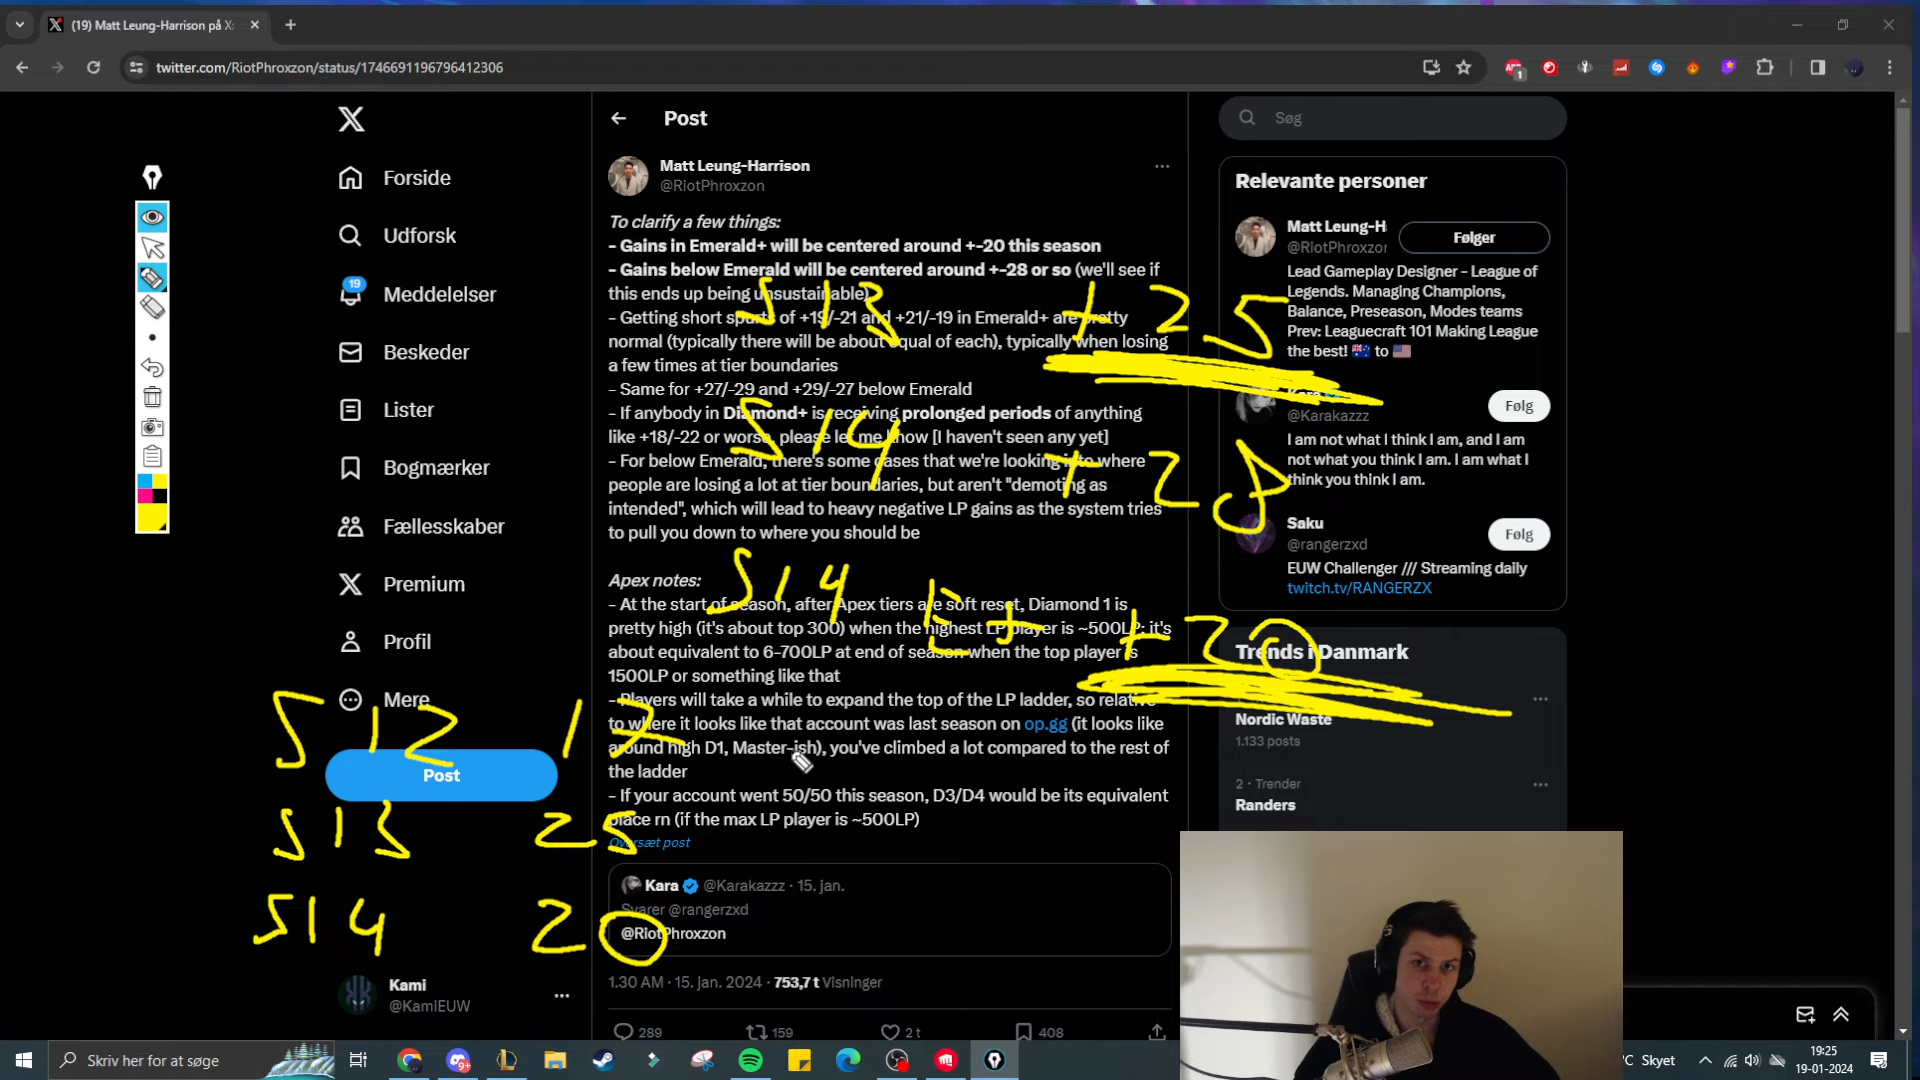 (19) Matt Leung-Harrison på X:
twitter.com/RiotPhroxzon/status/1746691196796412306
1
Forside
Udforsk
19
Meddelelser
Beskeder
Lister
Bogmærker
Fællesskaber
Premium
Profil
Mere
Post
Kami
@KamiEUW
Post
Matt Leung-Harrison
@RiotPhroxzon
To clarify a few things:
- Gains in Emerald+ will be centered around +-20 this season
- Gains below Emerald will be centered around +-28 or so (we'll see if
this ends up being unsustainable)
- Getting short spurts of +19/-21 and +21/-19 in Emerald+ are pretty
normal (typically there will be about equal of each), typically when losing
a few times at tier boundaries
- Same for +27/-29 and +29/-27 below Emerald
- If anybody in Diamond+ is receiving prolonged periods of anything
like +18/-22 or worse, please let me know [I haven't seen any yet]
- For below Emerald, there's some cases that we're looking into where
people are losing a lot at tier boundaries, but aren't "demoting as
intended", which will lead to heavy negative LP gains as the system tries
to pull you down to where you should be
Apex notes:
- At the start of season, after Apex tiers are soft reset, Diamond 1 is
pretty high (it's about top 300) when the highest LP player is ~500LP; it's
about equivalent to 6-700LP at end of season when the top player is
1500LP or something like that
- Players will take a while to expand the top of the LP ladder, so relative
to where it looks like that account was last season on op.gg (it looks like
around high D1, Master-ish), you've climbed a lot compared to the rest of
the ladder
- If your account went 50/50 this season, D3/D4 would be its equivalent
place rn (if the max LP player is ~500LP)
Oversæt post
Kara @Karakazzz · 15. jan.
Svarer @rangerzxd
@RiotPhroxzon
1.30 AM · 15. jan. 2024 · 753,7 t Visninger
289 159 2 t 408
S13 +25
S14 +28
S14 E+ +20
S12 17
S13 25
S14 20
Søg
Relevante personer
Matt Leung-H
@RiotPhroxzon
Følger
Lead Gameplay Designer - League of
Legends. Managing Champions,
Balance, Preseason, Modes teams
Prev: Leaguecraft 101 Making League
the best! 🇦🇺 to 🇺🇸
Kara
@Karakazzz
Følg
I am not what I think I am, and I am
not what you think I am. I am what I
think you think I am.
Saku
@rangerzxd
Følg
EUW Challenger /// Streaming daily
twitch.tv/RANGERZX
Trends i Danmark
Nordic Waste
1.133 posts
2 · Trender
Randers
Skriv her for at søge
9+
°C Skyet
19:25
19-01-2024